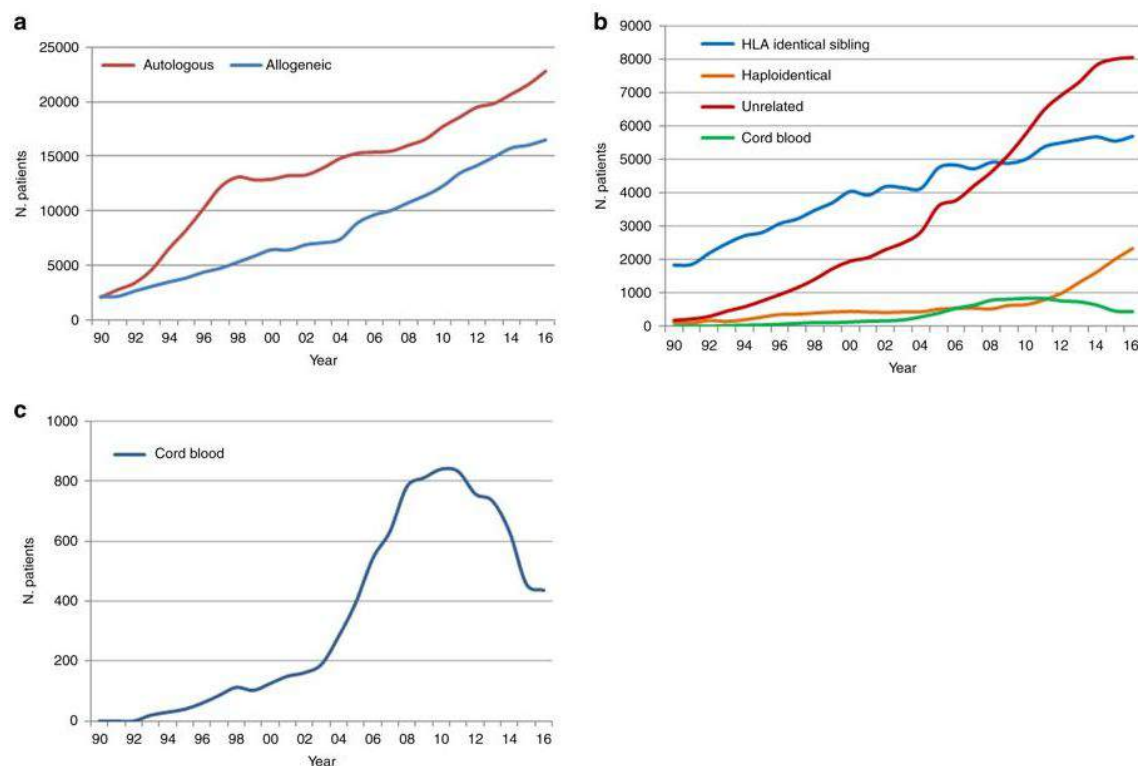 a
25000
20000
15000
10000
5000
0
N. patients
Autologous Allogeneic
90 92 94 96 98 00 02 04 06 08 10 12 14 16
Year
b
9000
8000
7000
6000
5000
4000
3000
2000
1000
0
N. patients
HLA identical sibling
Haploidentical
Unrelated
Cord blood
90 92 94 96 98 00 02 04 06 08 10 12 14 16
Year
c
1000
800
600
400
200
0
N. patients
Cord blood
90 92 94 96 98 00 02 04 06 08 10 12 14 16
Year